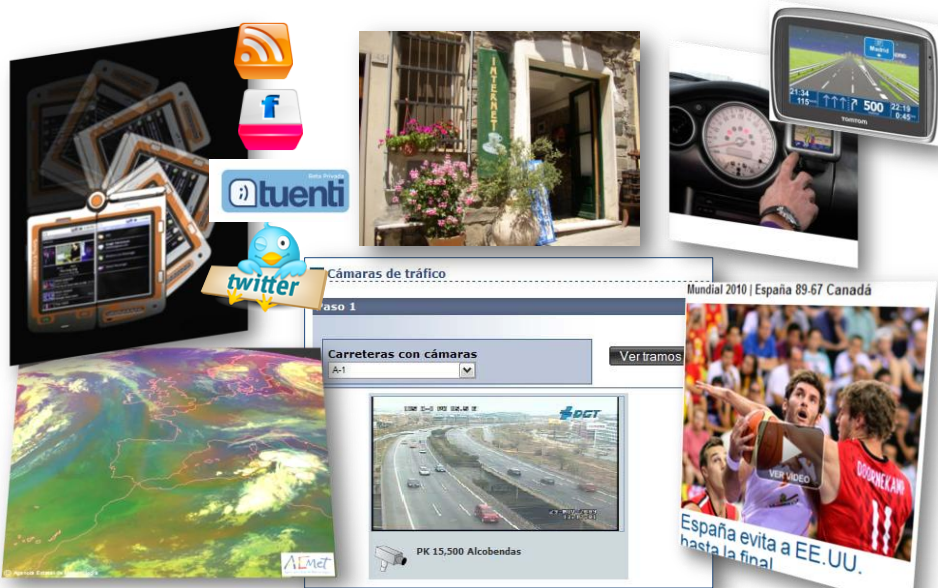 f
;) tuenti
Beta Privada
twitter
INTERNET
Madrid
21:34
115
500
22:19
0:45
TOMTOM
Cámaras de tráfico
aso 1
Carreteras con cámaras
A-1
Ver tramos
DGT
PK 15,500 Alcobendas
AEMet
Mundial 2010 | España 89-67 Canadá
VER VÍDEO
DOORNEKAMP
11
España evita a EE.UU.
hasta la final